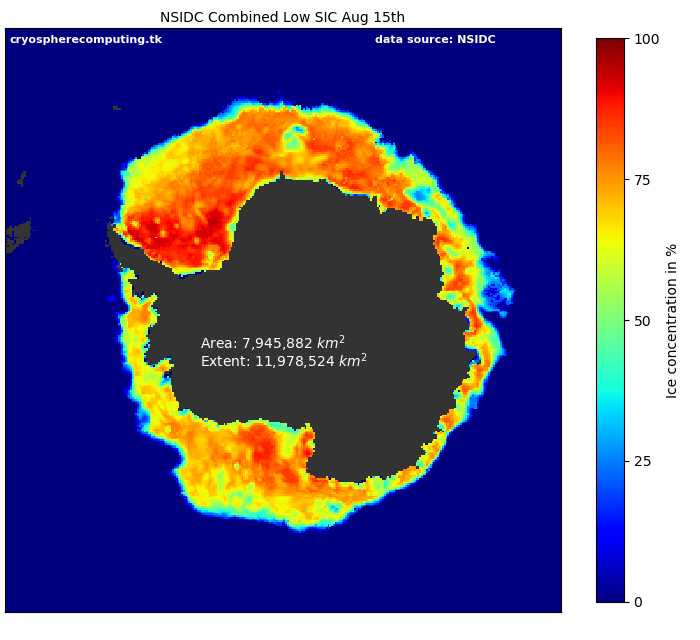 NSIDC Combined Low SIC Aug 15th
cryospherecomputing.tk
data source: NSIDC
Area: 7,945,882 km²
Extent: 11,978,524 km²
100
75
50
25
0
Ice concentration in %